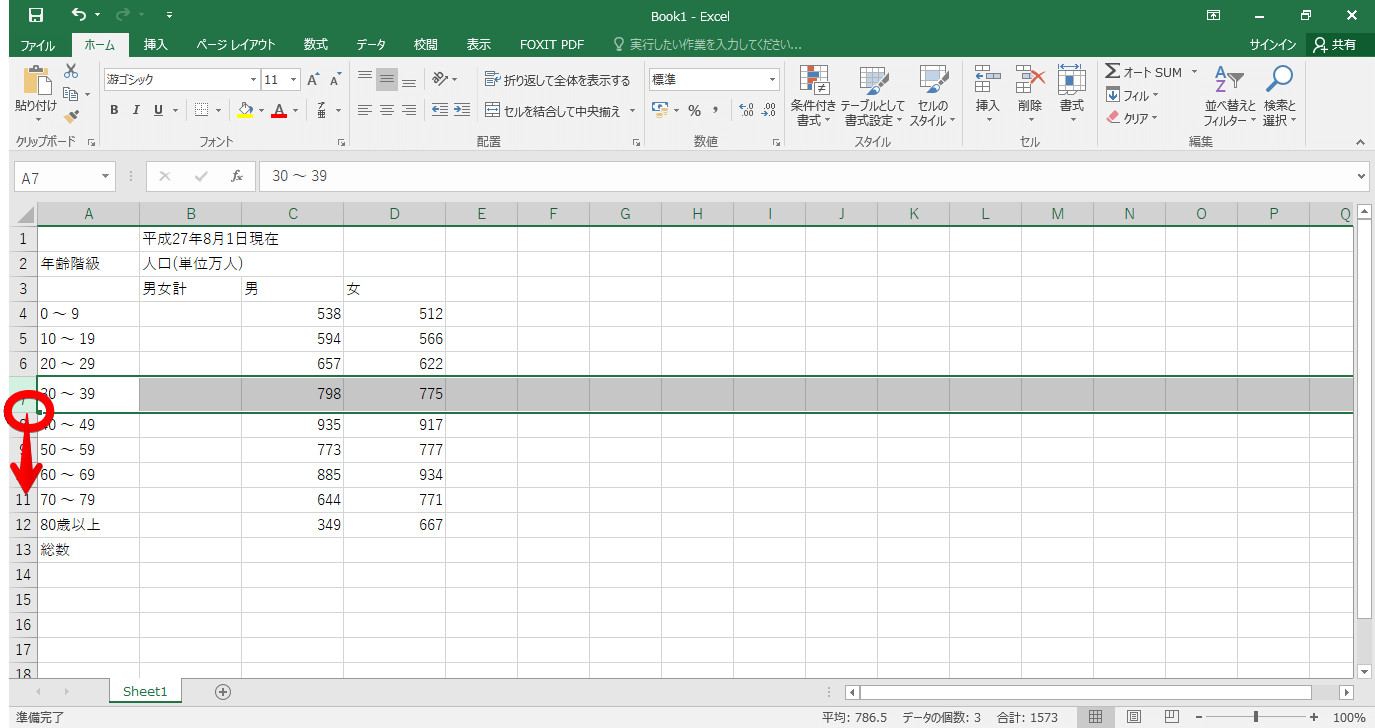 Book1 - Excel
ファイル ホーム 挿入 ページ レイアウト 数式 データ 校閲 表示 FOXIT PDF 実行したい作業を入力してください... サインイン 共有
貼り付け 游ゴシック 11 A A 折り返して全体を表示する 標準 条件付き 書式 テーブルとして 書式設定 セルの スタイル 挿入 削除 書式 Σ オート SUM 並べ替えと フィルター 検索と 選択
B I U A セルを結合して中央揃え % , フィル クリア
クリップボード フォント 配置 数値 スタイル セル 編集
A7 fx 30 ～ 39
A B C D E F G H I J K L M N O P Q
1 平成27年8月1日現在
2 年齢階級 人口(単位万人)
3 男女計 男 女
4 0 ～ 9 538 512
5 10 ～ 19 594 566
6 20 ～ 29 657 622
7 30 ～ 39 798 775
8 40 ～ 49 935 917
9 50 ～ 59 773 777
60 ～ 69 885 934
11 70 ～ 79 644 771
12 80歳以上 349 667
13 総数
14
15
16
17
18
Sheet1
準備完了 平均: 786.5 データの個数: 3 合計: 1573 100%